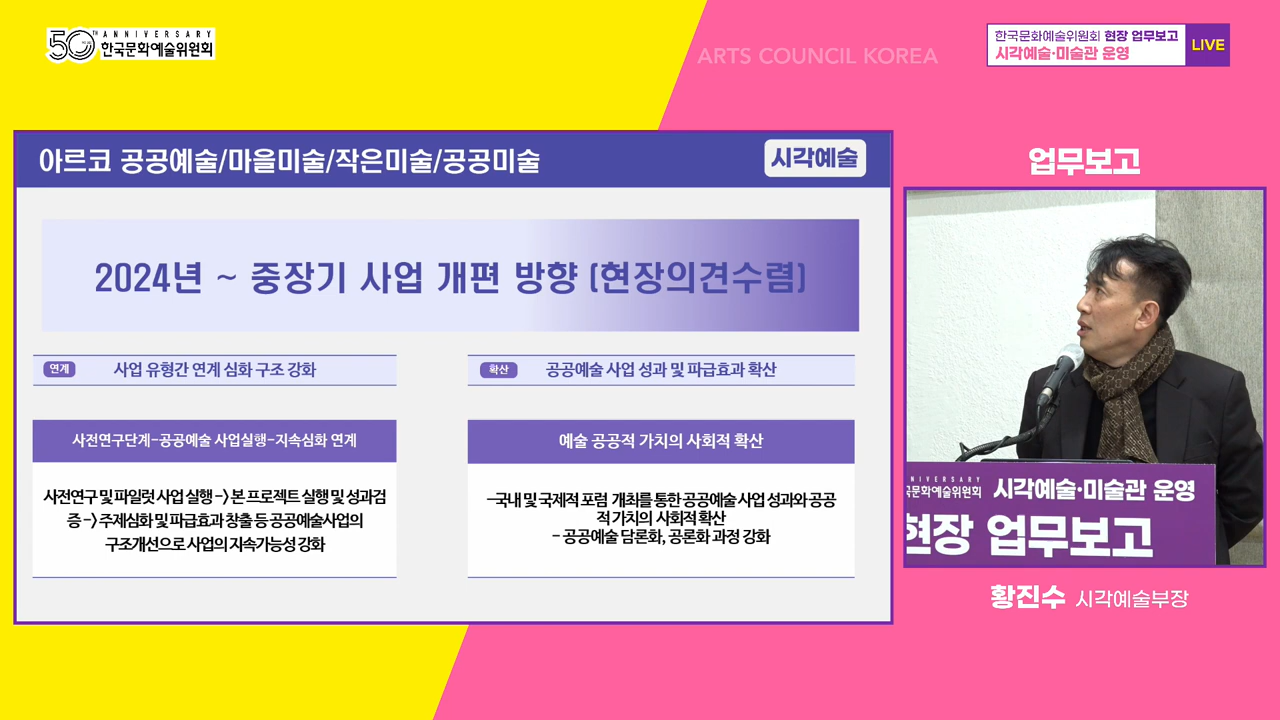 50TH ANNIVERSARY
한국문화예술위원회
ARTS COUNCIL KOREA
한국문화예술위원회 현장 업무보고
시각예술·미술관 운영
LIVE
아르코 공공예술/마을미술/작은미술/공공미술
시각예술
2024년 ~ 중장기 사업 개편 방향 (현장의견수렴)
연계 사업 유형간 연계 심화 구조 강화
사전연구단계-공공예술 사업실행-지속심화 연계
사전연구 및 파일럿 사업 실행 -> 본 프로젝트 실행 및 성과검
증 -> 주제심화 및 파급효과 창출 등 공공예술사업의
구조개선으로 사업의 지속가능성 강화
확산 공공예술 사업 성과 및 파급효과 확산
예술 공공적 가치의 사회적 확산
-국내 및 국제적 포럼 개최를 통한 공공예술 사업 성과와 공공
적 가치의 사회적 확산
- 공공예술 담론화, 공론화 과정 강화
업무보고
NIVERSARY
국문화예술위원회
시각예술·미술관 운영
현장 업무보고
황진수 시각예술부장